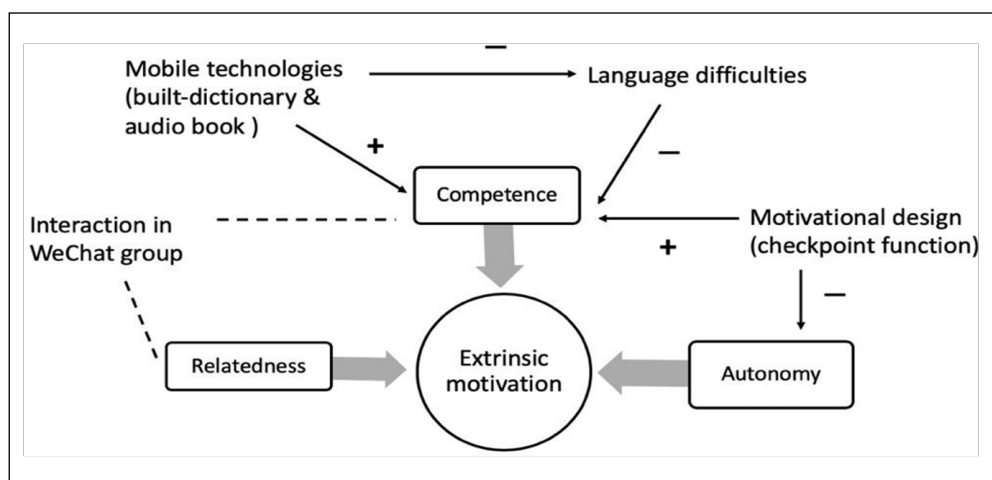 —
Mobile technologies
(built-dictionary &
audio book )
Language difficulties
+
—
Competence
Interaction in
WeChat group
Motivational design
(checkpoint function)
+
—
Relatedness
Extrinsic
motivation
Autonomy